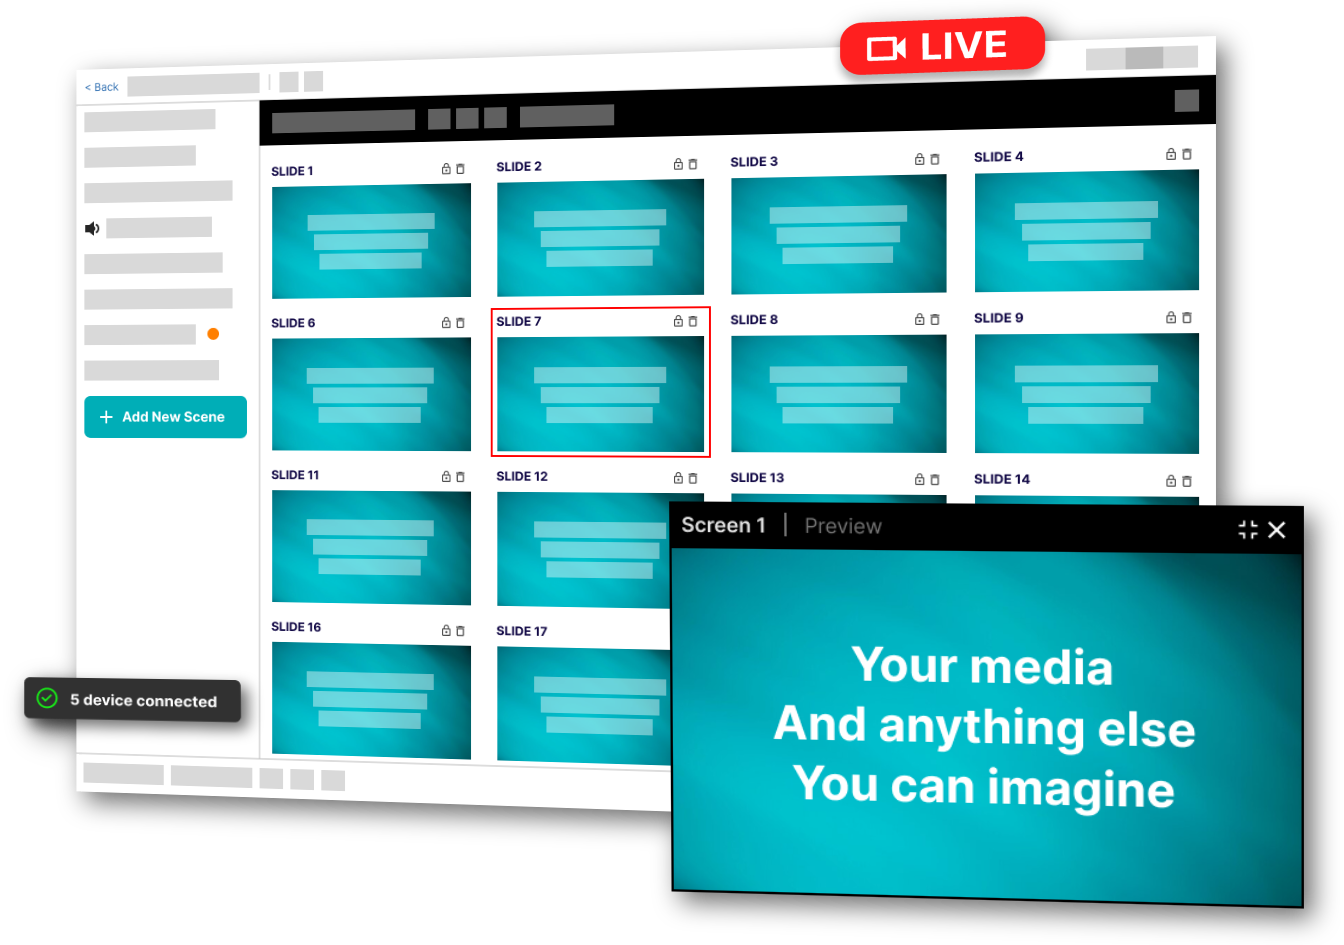 LIVE
< Back
SLIDE 1
SLIDE 2
SLIDE 3
SLIDE 4
SLIDE 6
SLIDE 7
SLIDE 8
SLIDE 9
+ Add New Scene
SLIDE 11
SLIDE 12
SLIDE 13
SLIDE 14
SLIDE 16
SLIDE 17
5 device connected
Screen 1 | Preview
Your media
And anything else
You can imagine